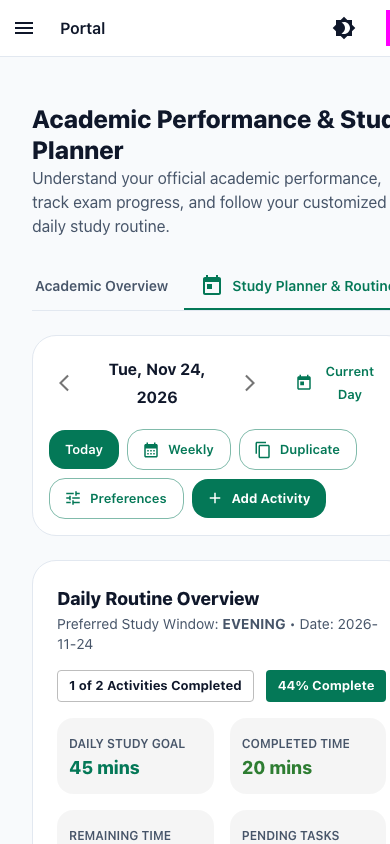 Portal
Academic Performance & Stud
Planner
Understand your official academic performance,
track exam progress, and follow your customized
daily study routine.
Academic Overview
Study Planner & Routine
Tue, Nov 24,
2026
Current
Day
Today
Weekly
Duplicate
Preferences
Add Activity
Daily Routine Overview
Preferred Study Window: EVENING • Date: 2026-
11-24
1 of 2 Activities Completed
44% Complete
DAILY STUDY GOAL
45 mins
COMPLETED TIME
20 mins
REMAINING TIME
PENDING TASKS